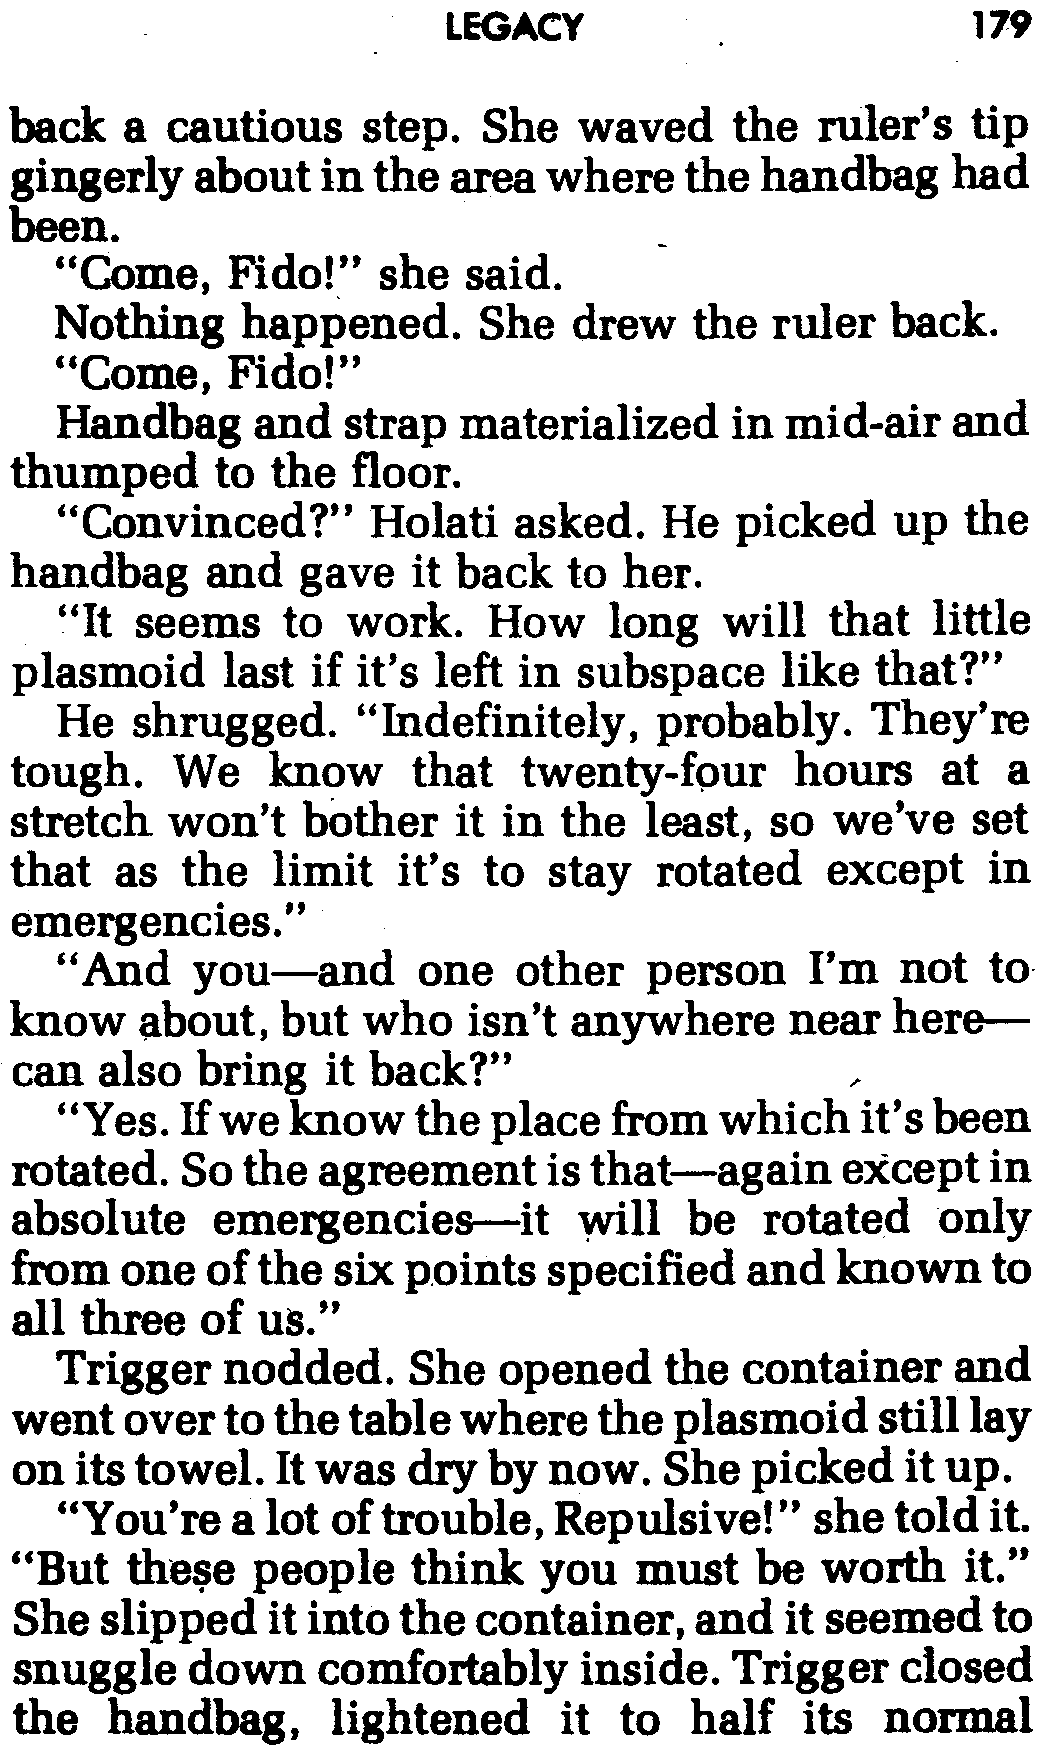 LEGACY 179
back a cautious step. She waved the ruler's tip
gingerly about in the area where the handbag had
been.
"Come, Fido!" she said.
Nothing happened. She drew the ruler back.
"Come, Fido!"
Handbag and strap materialized in mid-air and
thumped to the floor.
"Convinced?" Holati asked. He picked up the
handbag and gave it back to her.
"It seems to work. How long will that little
plasmoid last if it's left in subspace like that?"
He shrugged. "Indefinitely, probably. They're
tough. We know that twenty-four hours at a
stretch won't bother it in the least, so we've set
that as the limit it's to stay rotated except in
emergencies."
"And you—and one other person I'm not to
know about, but who isn't anywhere near here—
can also bring it back?"
"Yes. If we know the place from which it's been
rotated. So the agreement is that—again except in
absolute emergencies—it will be rotated only
from one of the six points specified and known to
all three of us."
Trigger nodded. She opened the container and
went over to the table where the plasmoid still lay
on its towel. It was dry by now. She picked it up.
"You're a lot of trouble, Repulsive!" she told it.
"But these people think you must be worth it."
She slipped it into the container, and it seemed to
snuggle down comfortably inside. Trigger closed
the handbag, lightened it to half its normal